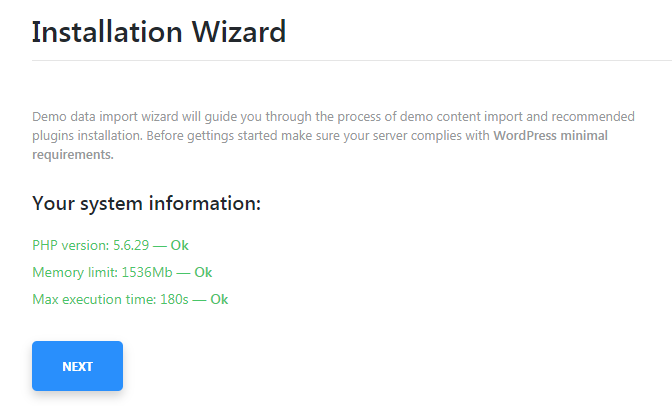 Installation Wizard
Demo data import wizard will guide you through the process of demo content import and recommended
plugins installation. Before gettings started make sure your server complies with WordPress minimal
requirements.
Your system information:
PHP version: 5.6.29 — Ok
Memory limit: 1536Mb — Ok
Max execution time: 180s — Ok
NEXT